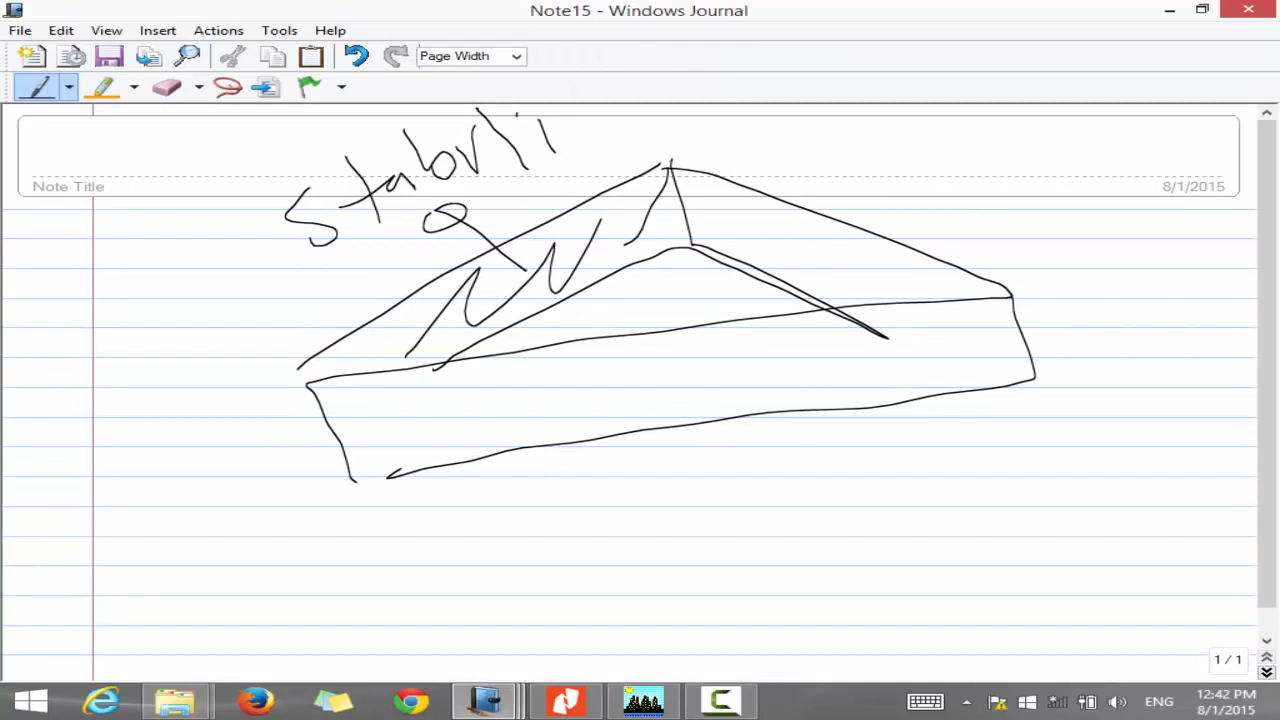 Note15 - Windows Journal
File Edit View Insert Actions Tools Help
Page Width
Note Title
8/1/2015
1 / 1
ENG
12:42 PM
8/1/2015